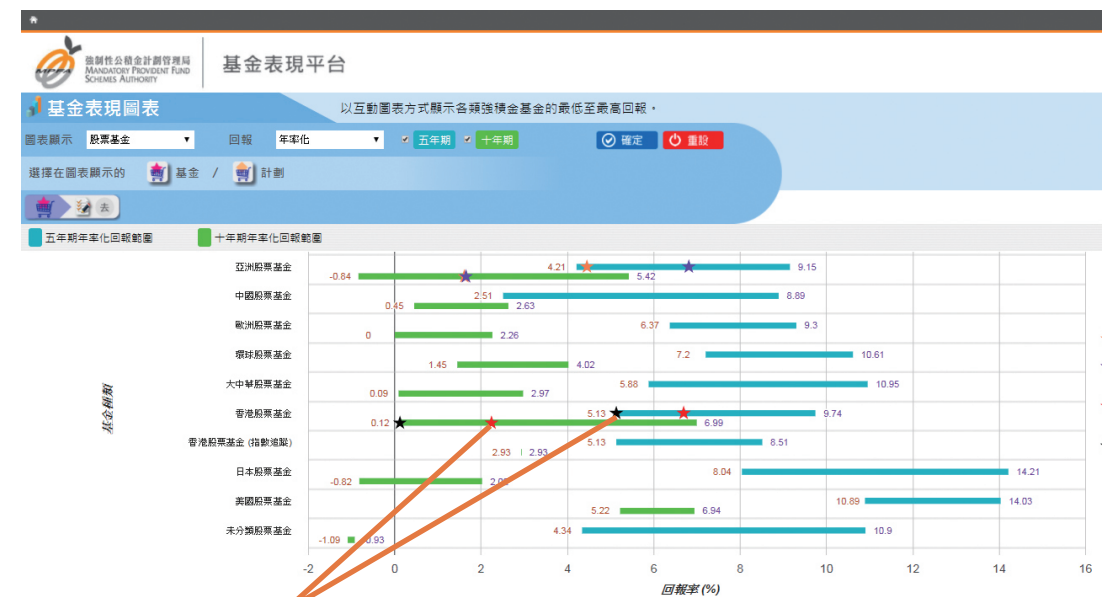 強制性公積金計劃管理局
MANDATORY PROVIDENT FUND
SCHEMES AUTHORITY
基金表現平台
基金表現圖表
以互動圖表方式顯示各類強積金基金的最低至最高回報。
圖表顯示 股票基金 回報 年率化 五年期 十年期 確定 重設
選擇在圖表顯示的 基金 / 計劃
去
五年期年率化回報範圍 十年期年率化回報範圍
亞洲股票基金 4.21 9.15
-0.84 5.42
中國股票基金 2.51 8.89
0.45 2.63
歐洲股票基金 6.37 9.3
0 2.26
環球股票基金 7.2 10.61
1.45 4.02
大中華股票基金 5.88 10.95
0.09 2.97
香港股票基金 5.13 9.74
0.12 6.99
香港股票基金 (指數追蹤) 5.13 8.51
2.93 2.93
日本股票基金 8.04 14.21
-0.82
美國股票基金 10.89 14.03
5.22 6.94
未分類股票基金 4.34 10.9
-1.09
基金種類
-2 0 2 4 6 8 10 12 14 16
回報率 (%)